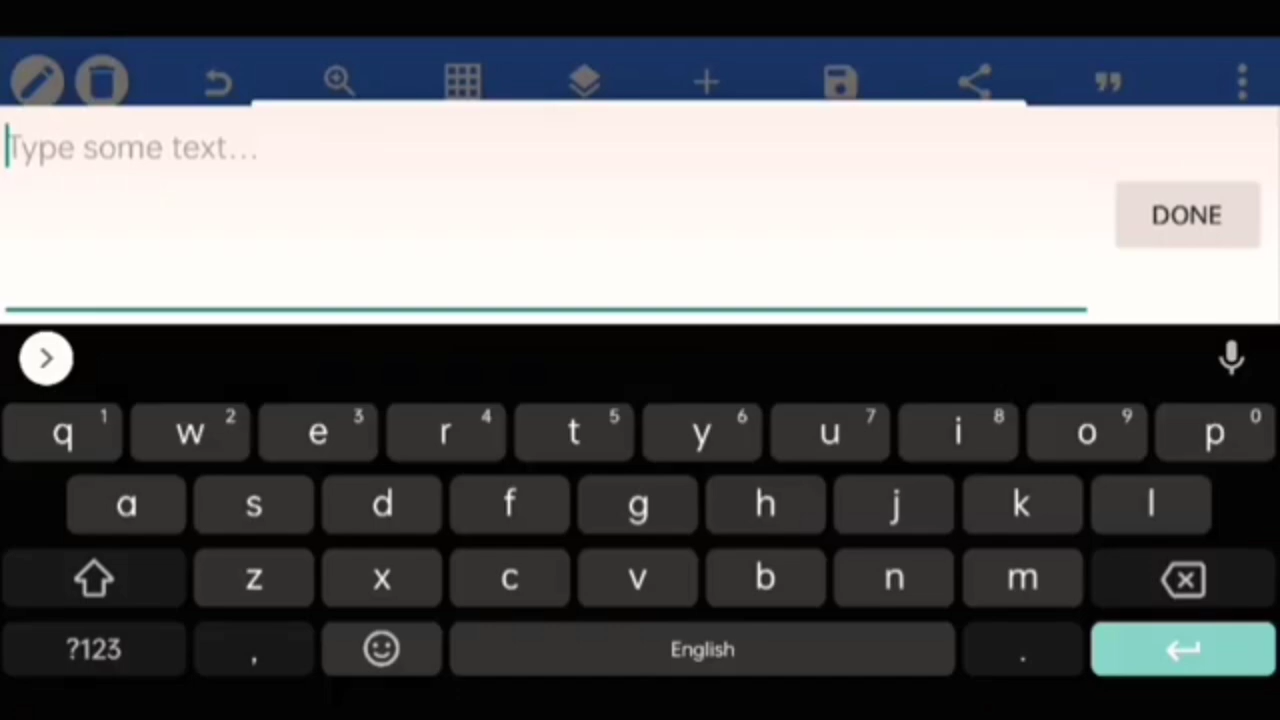 Type some text...
DONE
q 1 w 2 e 3 r 4 t 5 y 6 u 7 i 8 o 9 p 0
a s d f g h j k l
z x c v b n m
?123 , English .